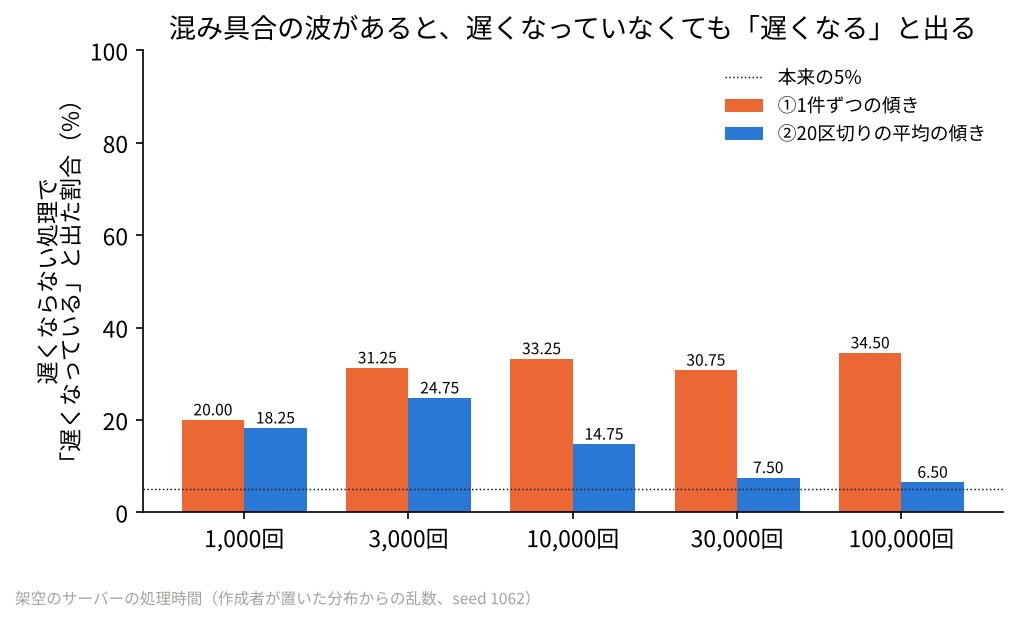 混み具合の波があると、遅くなっていなくても「遅くなる」と出る
遅くならない処理で
「遅くなっている」と出た割合（%）
100
80
60
40
20
0
本来の5%
①1件ずつの傾き
②20区切りの平均の傾き
20.00
18.25
31.25
24.75
33.25
14.75
30.75
7.50
34.50
6.50
1,000回
3,000回
10,000回
30,000回
100,000回
架空のサーバーの処理時間（作成者が置いた分布からの乱数、seed 1062）